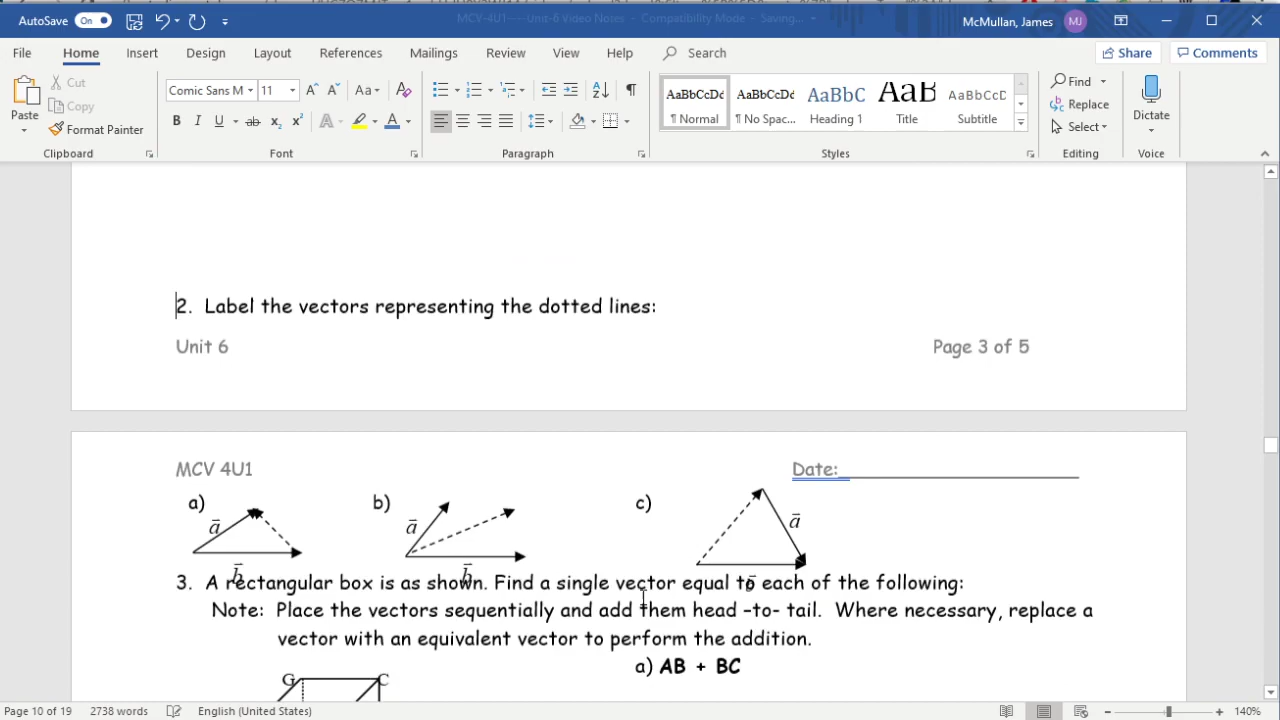 AutoSave On MCV-4U1----Unit-6 Video Notes - Compatibility Mode - Saving... McMullan, James MJ
File Home Insert Design Layout References Mailings Review View Help Search Share Comments
Paste Cut Copy Format Painter Clipboard
Comic Sans M 11 Aa A B I U ab x₂ x² A A Font
Paragraph
AaBbCcDd ¶ Normal AaBbCcDd ¶ No Spac... AaBbC Heading 1 AaB Title AaBbCcD Subtitle Styles
Find Replace Select Editing
Dictate Voice
2. Label the vectors representing the dotted lines:
Unit 6 Page 3 of 5
MCV 4U1 Date:
a) b) c)
a⃗ a⃗ a⃗
b⃗ b⃗ b⃗
3. A rectangular box is as shown. Find a single vector equal to each of the following:
Note: Place the vectors sequentially and add them head –to- tail. Where necessary, replace a
vector with an equivalent vector to perform the addition.
a) AB + BC
G C
Page 10 of 19 2738 words English (United States) 140%